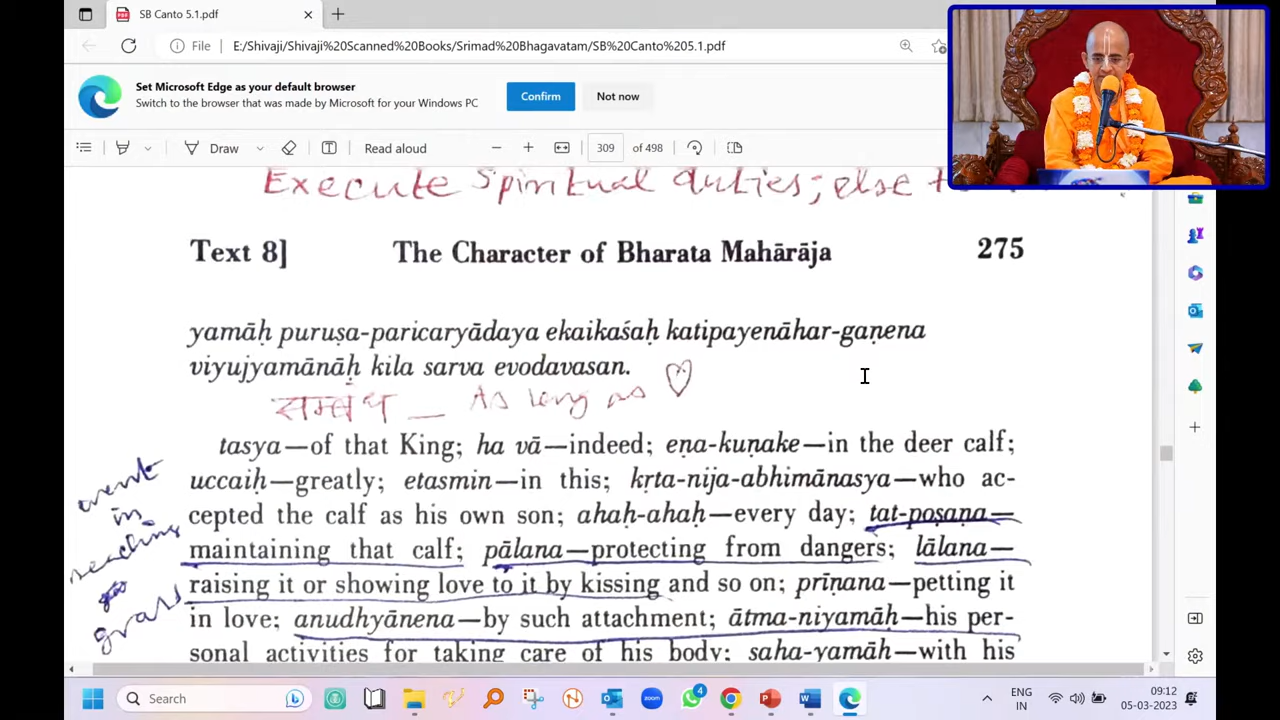 SB Canto 5.1.pdf
File
E:/Shivaji/Shivaji%20Scanned%20Books/Srimad%20Bhagavatam/SB%20Canto%205.1.pdf
Set Microsoft Edge as your default browser
Switch to the browser that was made by Microsoft for your Windows PC
Confirm
Not now
Draw
Read aloud
309 of 498
Execute Spiritual duties; else
Text 8]
The Character of Bharata Mahārāja
275
yamāḥ puruṣa-paricaryādaya ekaikaśaḥ katipayenāhar-gaṇena
viyujyamānāḥ kila sarva evodavasan.
सम्बंध — As long as
tasya—of that King; ha vā—indeed; eṇa-kuṇake—in the deer calf;
uccaiḥ—greatly; etasmin—in this; kṛta-nija-abhimānasya—who ac-
cepted the calf as his own son; ahaḥ-ahaḥ—every day; tat-poṣaṇa—
maintaining that calf; pālana—protecting from dangers; lālana—
raising it or showing love to it by kissing and so on; prīṇana—petting it
in love; anudhyānena—by such attachment; ātma-niyamāḥ—his per-
sonal activities for taking care of his body; saha-yamāḥ—with his
in
Search
zoom
4
ENG
IN
09:12
05-03-2023